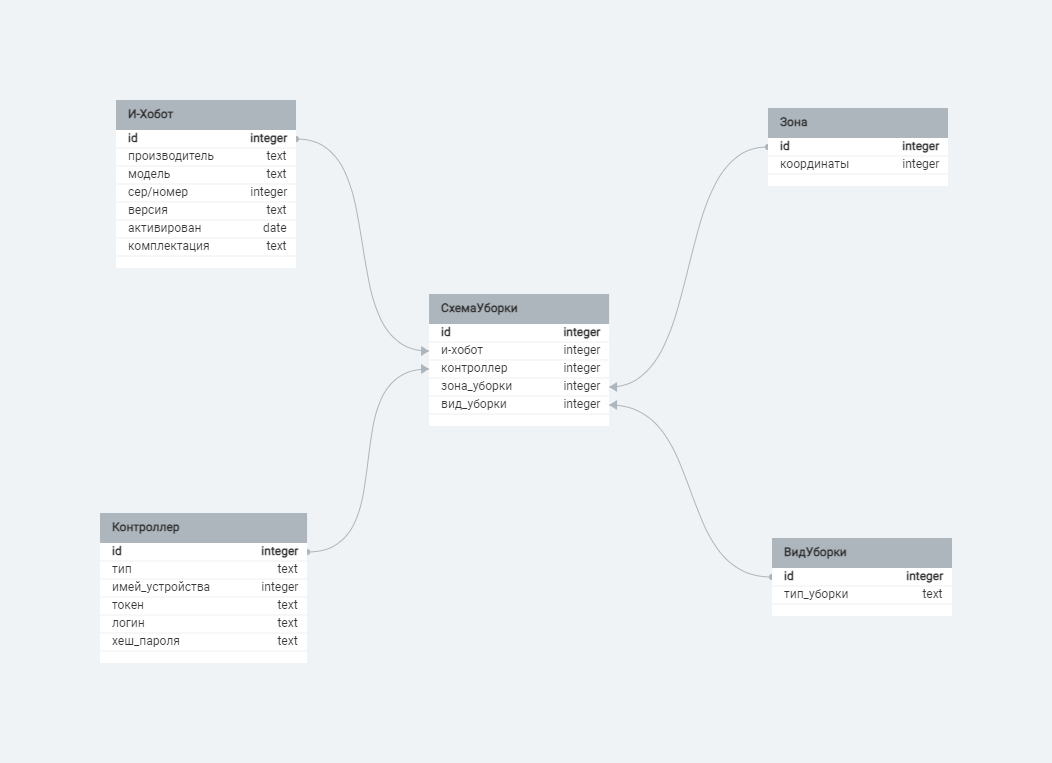 И-Хобот
id integer
производитель text
модель text
сер/номер integer
версия text
активирован date
комплектация text
Зона
id integer
координаты integer
СхемаУборки
id integer
и-хобот integer
контроллер integer
зона_уборки integer
вид_уборки integer
Контроллер
id integer
тип text
имей_устройства integer
токен text
логин text
хеш_пароля text
ВидУборки
id integer
тип_уборки text